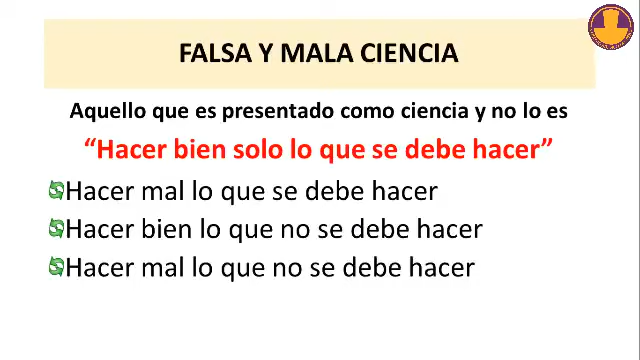 FALSA Y MALA CIENCIA
Aquello que es presentado como ciencia y no lo es
“Hacer bien solo lo que se debe hacer”
Hacer mal lo que se debe hacer
Hacer bien lo que no se debe hacer
Hacer mal lo que no se debe hacer